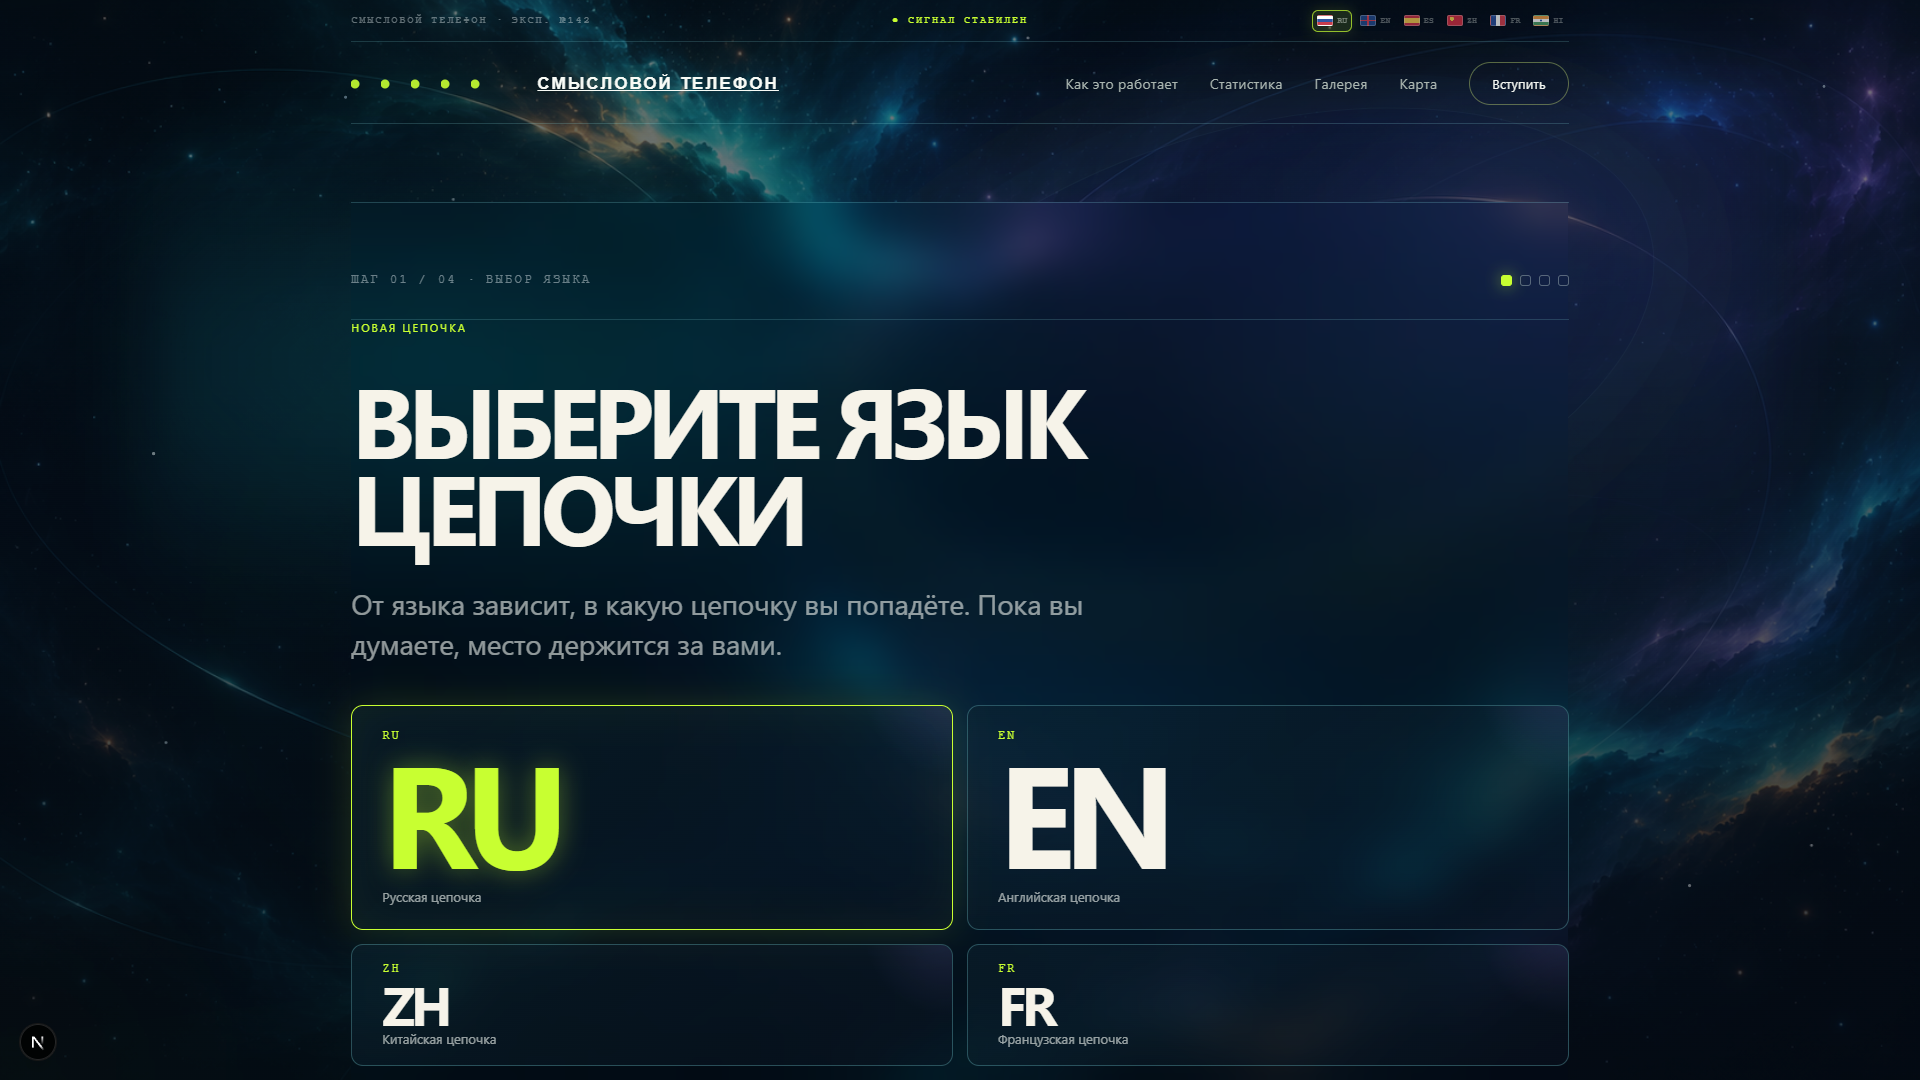 СМЫСЛОВОЙ ТЕЛЕФОН · ЭКСП. №142
СИГНАЛ СТАБИЛЕН
RU EN ES ZH FR HI
СМЫСЛОВОЙ ТЕЛЕФОН
Как это работает
Статистика
Галерея
Карта
Вступить
ШАГ 01 / 04 · ВЫБОР ЯЗЫКА
НОВАЯ ЦЕПОЧКА
ВЫБЕРИТЕ ЯЗЫК
ЦЕПОЧКИ
От языка зависит, в какую цепочку вы попадёте. Пока вы
думаете, место держится за вами.
RU
RU
Русская цепочка
EN
EN
Английская цепочка
ZH
ZH
Китайская цепочка
FR
FR
Французская цепочка
N